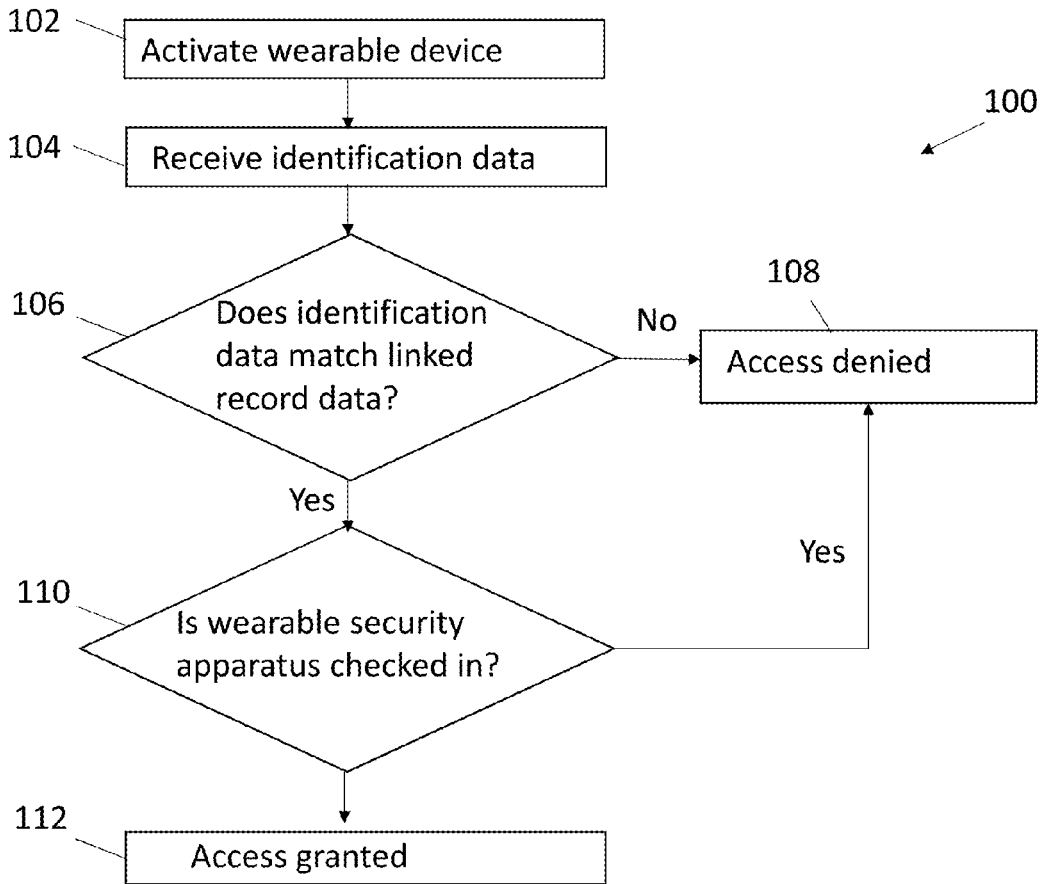 102
Activate wearable device
100
104
Receive identification data
106
Does identification
data match linked
record data?
No
108
Access denied
Yes
110
Is wearable security
apparatus checked in?
Yes
112
Access granted